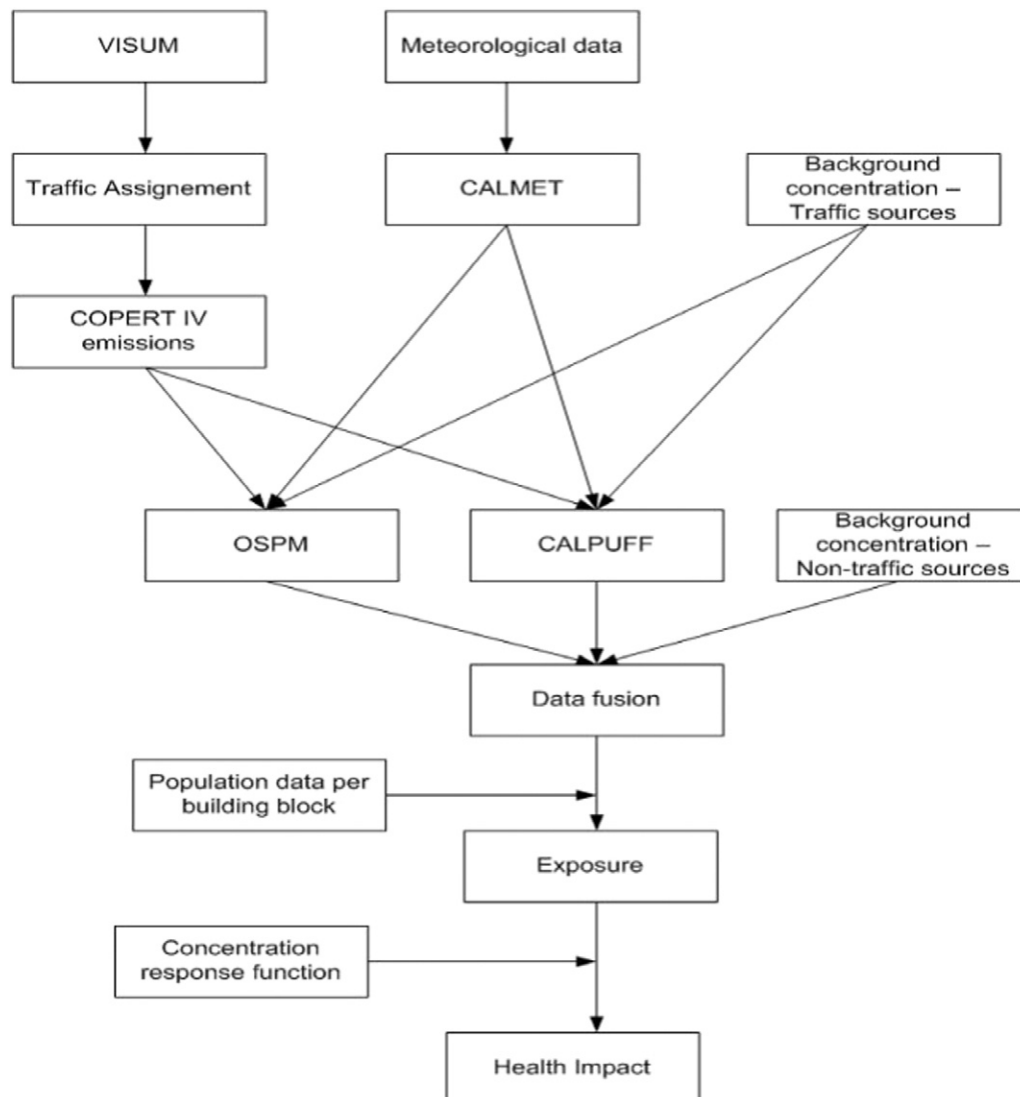 VISUM
Meteorological data
Traffic Assignement
CALMET
Background
concentration –
Traffic sources
COPERT IV
emissions
OSPM
CALPUFF
Background
concentration –
Non-traffic sources
Data fusion
Population data per
building block
Exposure
Concentration
response function
Health Impact